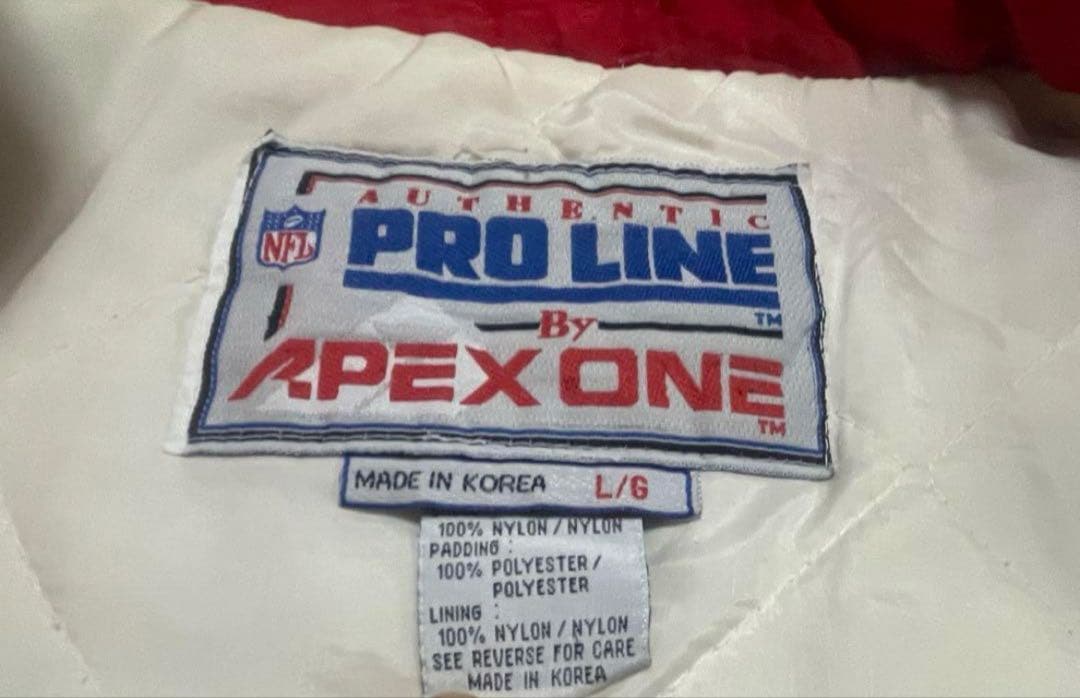 AUTHENTIC
NFL
PRO LINE
TM
By
APEX ONE
TM
MADE IN KOREA L/G
100% NYLON / NYLON
PADDING :
100% POLYESTER /
POLYESTER
LINING :
100% NYLON / NYLON
SEE REVERSE FOR CARE
MADE IN KOREA